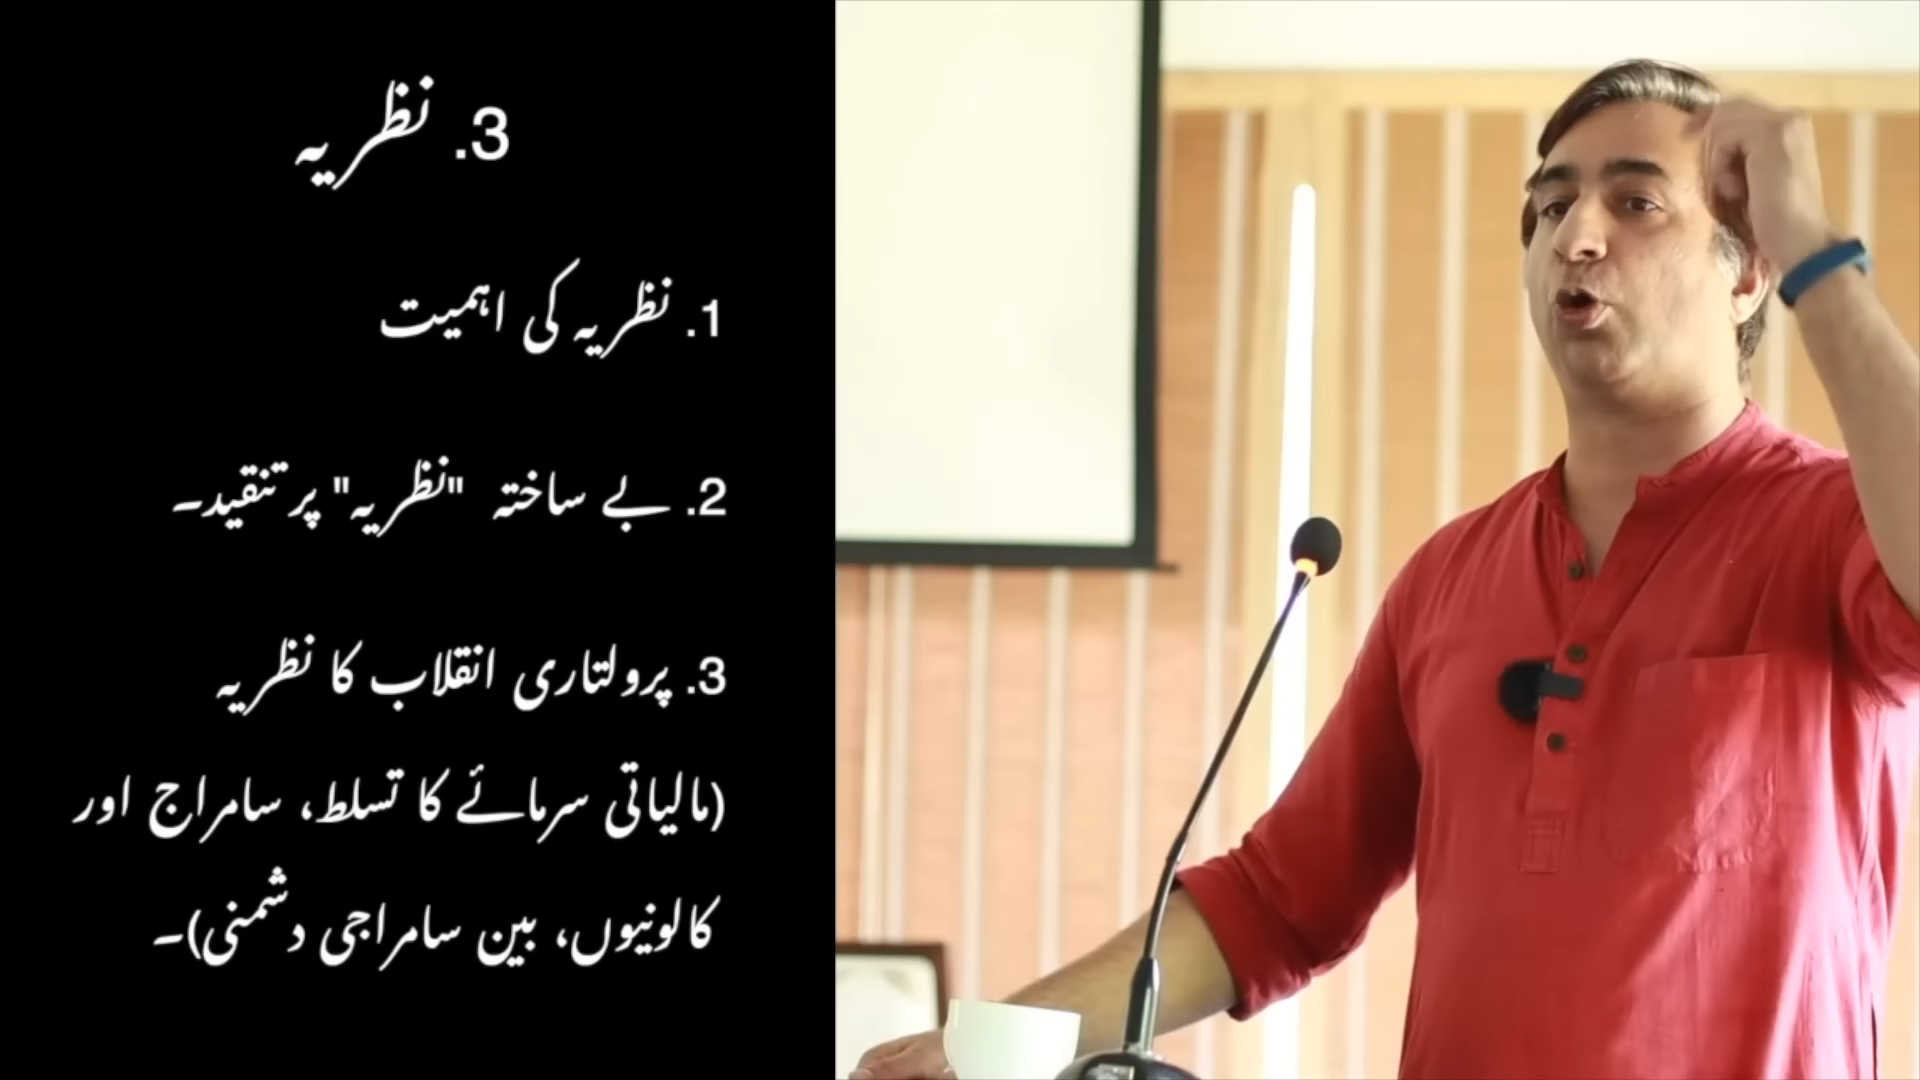 3. نظریہ
1. نظریہ کی اہمیت
2. بے ساختہ "نظریہ" پر تنقید۔
3. پرولتاری انقلاب کا نظریہ
(مالیاتی سرمائے کا تسلط، سامراج اور
کالونیوں، بین سامراجی دشمنی)۔